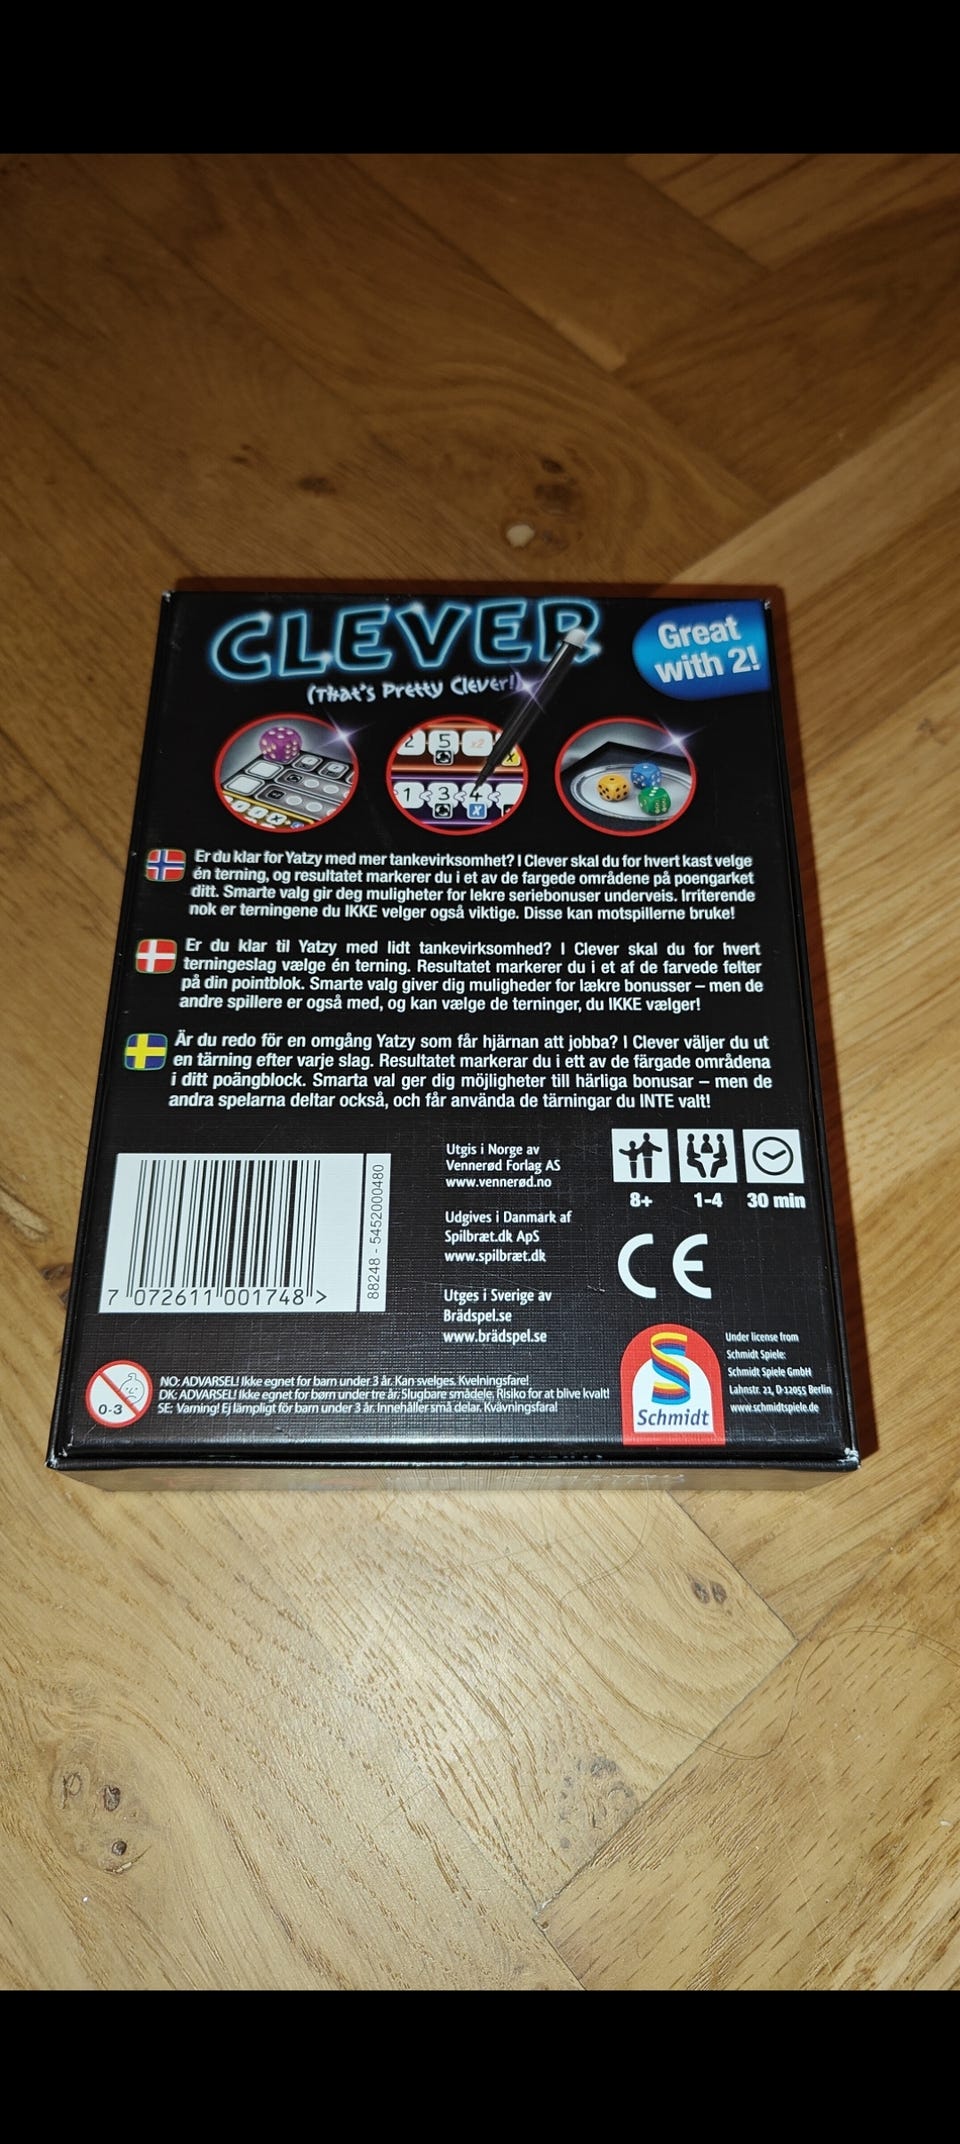 CLEVER
(That's Pretty Clever!)
Great
with 2!
2 5 x2
x
1 3 4
x
Er du klar for Yatzy med mer tankevirksomhet? I Clever skal du for hvert kast velge
én terning, og resultatet markerer du i et av de fargede områdene på poengarket
ditt. Smarte valg gir deg muligheter for lekre seriebonuser underveis. Irriterende
nok er terningene du IKKE velger også viktige. Disse kan motspillerne bruke!
Er du klar til Yatzy med lidt tankevirksomhed? I Clever skal du for hvert
terningeslag vælge én terning. Resultatet markerer du i et af de farvede felter
på din pointblok. Smarte valg giver dig muligheder for lækre bonusser – men de
andre spillere er også med, og kan vælge de terninger, du IKKE vælger!
Är du redo för en omgång Yatzy som får hjärnan att jobba? I Clever väljer du ut
en tärning efter varje slag. Resultatet markerar du i ett av de färgade områdena
i ditt poängblock. Smarta val ger dig möjligheter till härliga bonusar – men de
andra spelarna deltar också, och får använda de tärningar du INTE valt!
7 072611 001748 >
88248 - 5452000480
Utgis i Norge av
Vennerød Forlag AS
www.vennerød.no
Udgives i Danmark af
Spilbræt.dk ApS
www.spilbræt.dk
Utges i Sverige av
Brädspel.se
www.brädspel.se
8+ 1-4 30 min
CE
0-3
NO: ADVARSEL! Ikke egnet for barn under 3 år. Kan svelges. Kvelningsfare!
DK: ADVARSEL! Ikke egnet for børn under tre år. Slugbare smådele. Risiko for at blive kvalt!
SE: Varning! Ej lämpligt för barn under 3 år. Innehåller små delar. Kvävningsfara!
Schmidt
Under license from
Schmidt Spiele:
Schmidt Spiele GmbH
Lahnstr. 21, D-12055 Berlin
www.schmidtspiele.de